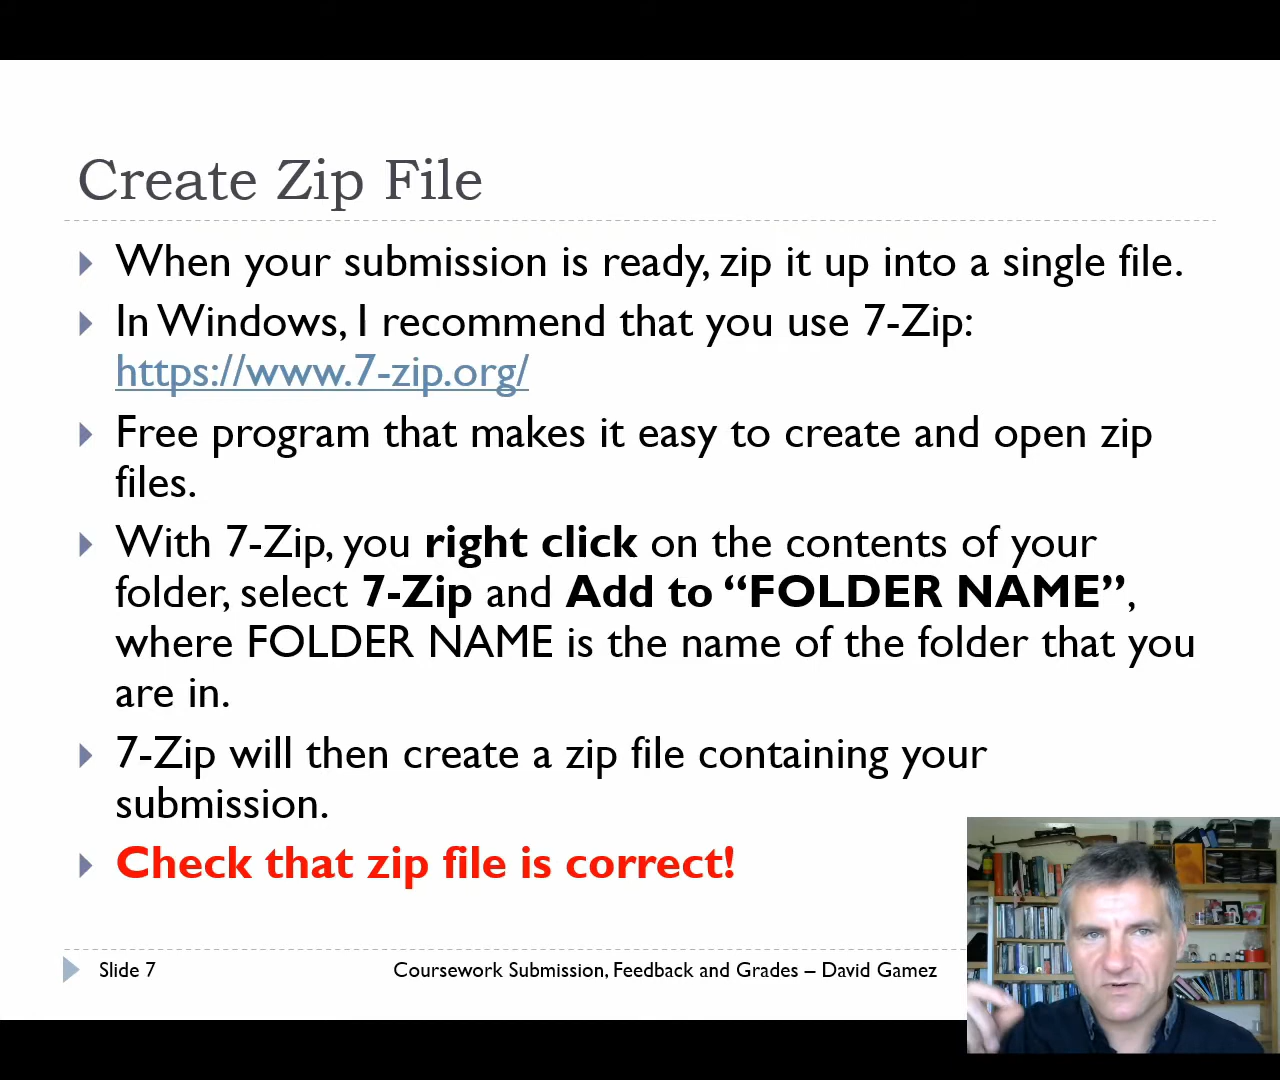 Create Zip File
When your submission is ready, zip it up into a single file.
In Windows, I recommend that you use 7-Zip:
https://www.7-zip.org/
Free program that makes it easy to create and open zip
files.
With 7-Zip, you right click on the contents of your
folder, select 7-Zip and Add to “FOLDER NAME”,
where FOLDER NAME is the name of the folder that you
are in.
7-Zip will then create a zip file containing your
submission.
Check that zip file is correct!
Slide 7
Coursework Submission, Feedback and Grades – David Gamez